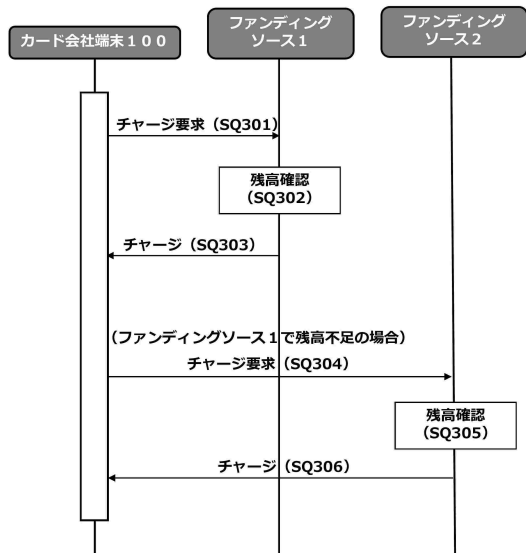 カード会社端末１００
ファンディング
ソース１
ファンディング
ソース２
チャージ要求（SQ301）
残高確認
（SQ302）
チャージ（SQ303）
（ファンディングソース１で残高不足の場合）
チャージ要求（SQ304）
残高確認
（SQ305）
チャージ（SQ306）